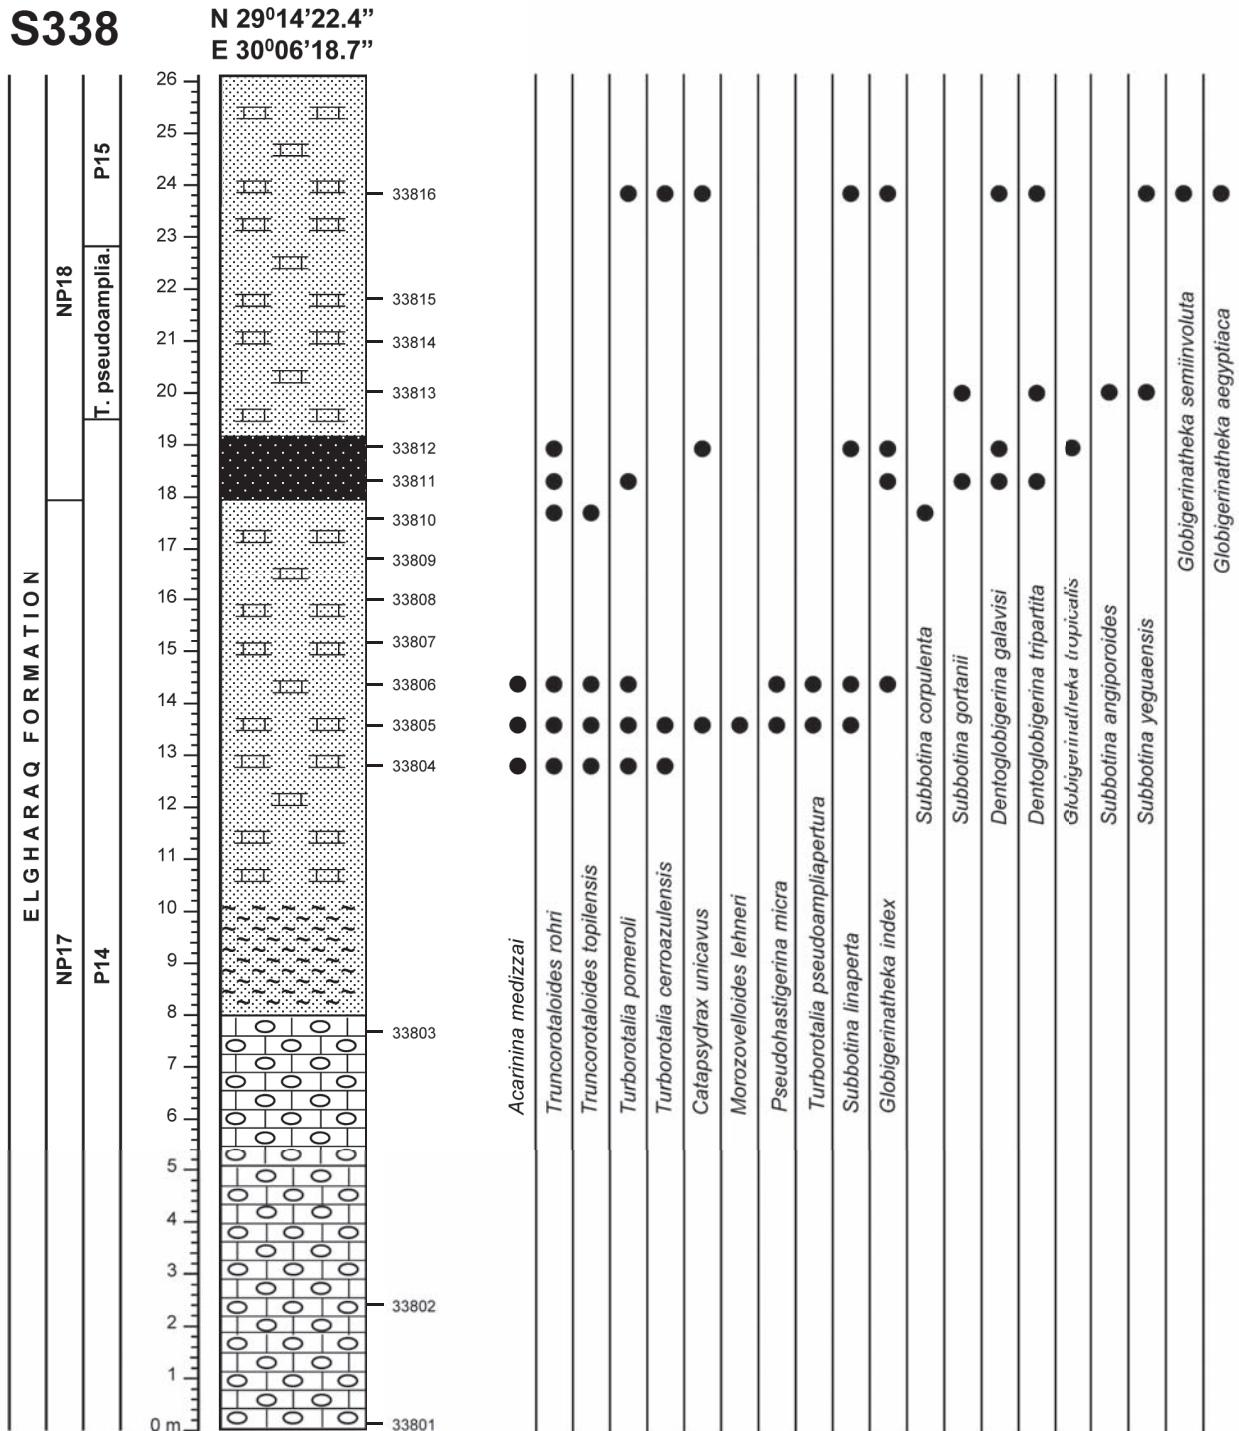 S338
N 29⁰14’22.4”
E 30⁰06’18.7”
ELGHARAQ FORMATION
NP18
NP17
P15
T. pseudoamplia.
P14
26
25
24
23
22
21
20
19
18
17
16
15
14
13
12
11
10
9
8
7
6
5
4
3
2
1
0 m
33816
33815
33814
33813
33812
33811
33810
33809
33808
33807
33806
33805
33804
33803
33802
33801
Acarinina medizzai
Truncorotaloides rohri
Truncorotaloides topilensis
Turborotalia pomeroli
Turborotalia cerroazulensis
Catapsydrax unicavus
Morozovelloides lehneri
Pseudohastigerina micra
Turborotalia pseudoampliapertura
Subbotina linaperta
Globigerinatheka index
Subbotina corpulenta
Subbotina gortanii
Dentoglobigerina galavisi
Dentoglobigerina tripartita
Globigerinatheka tropicalis
Subbotina angiporoides
Subbotina yeguaensis
Globigerinatheka semiinvoluta
Globigerinatheka aegyptiaca